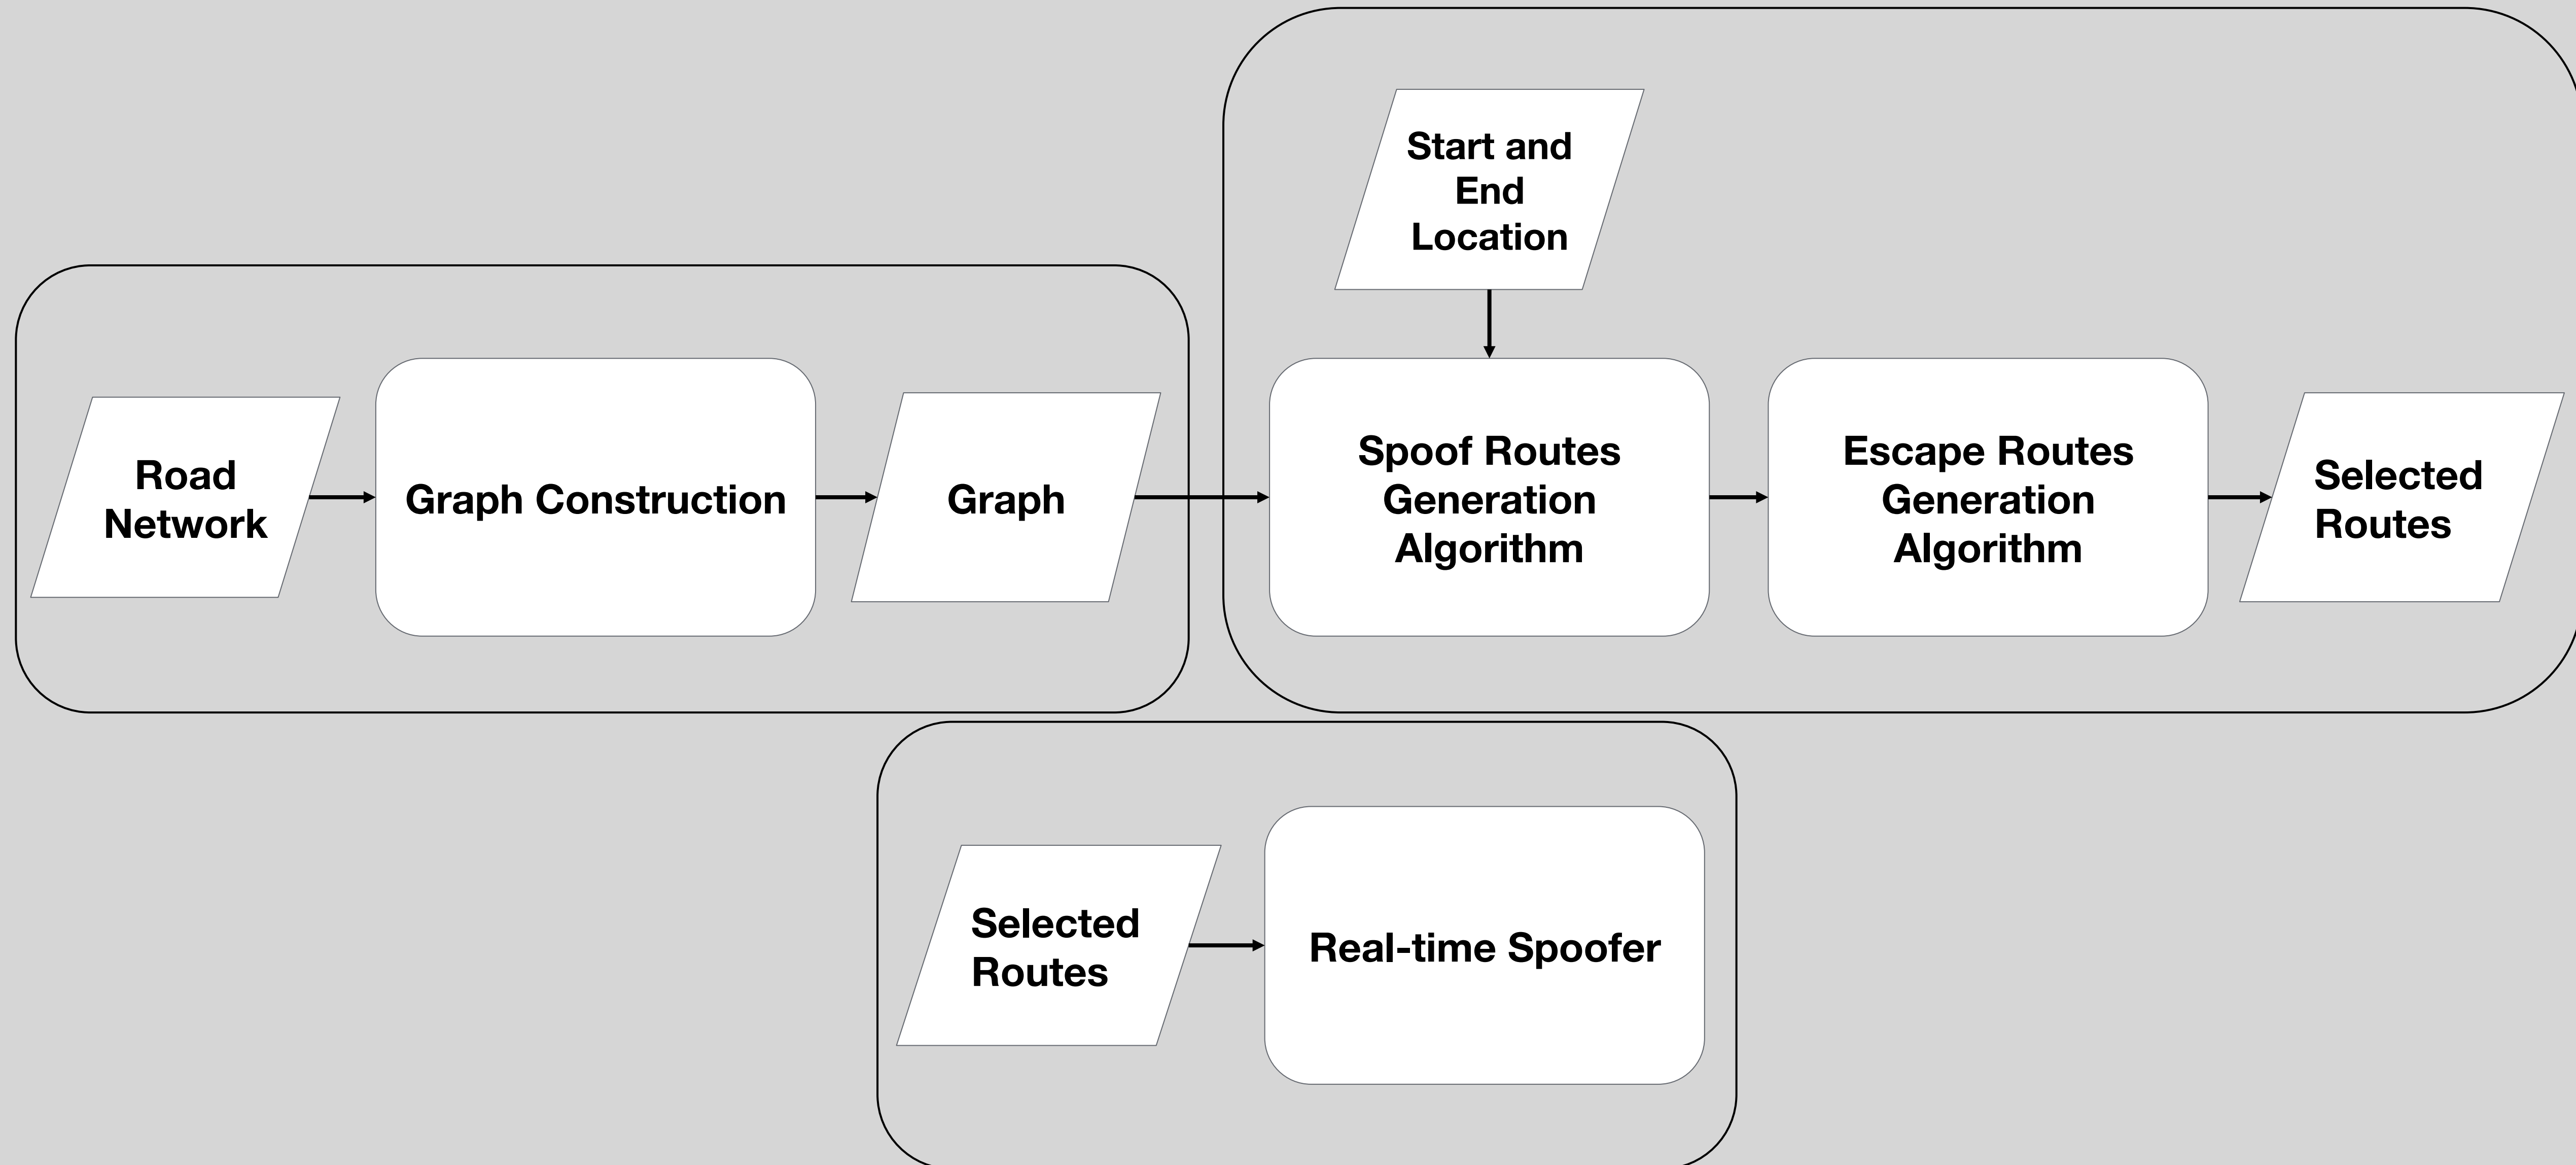 Start and
End
Location
Road
Network
Graph Construction
Graph
Spoof Routes
Generation
Algorithm
Escape Routes
Generation
Algorithm
Selected
Routes
Selected
Routes
Real-time Spoofer